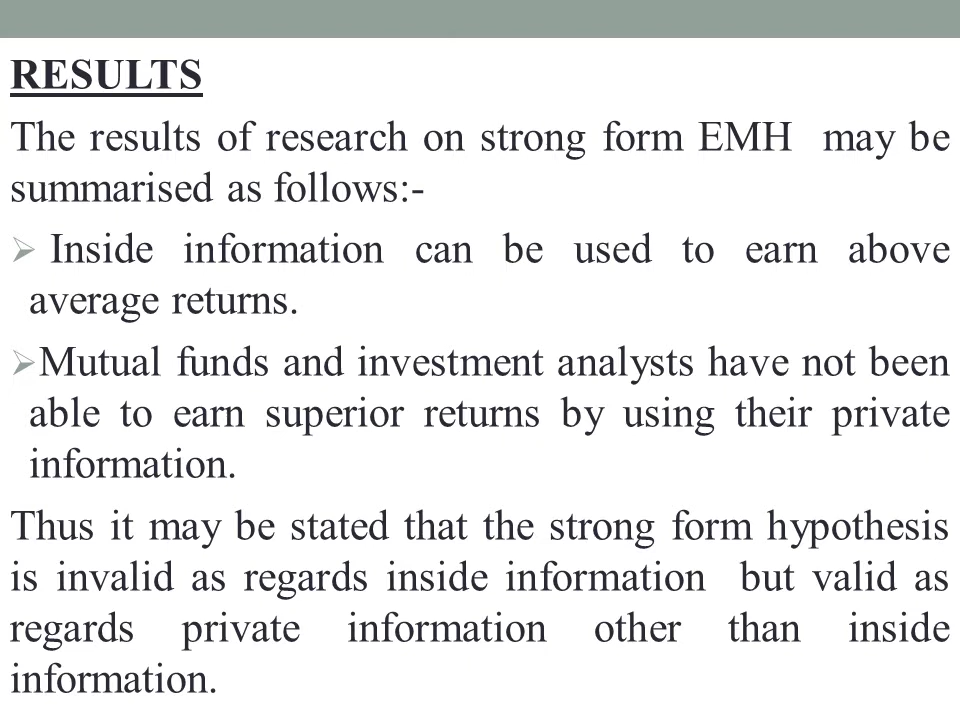 RESULTS
The results of research on strong form EMH may be
summarised as follows:-
➢ Inside information can be used to earn above
average returns.
➢Mutual funds and investment analysts have not been
able to earn superior returns by using their private
information.
Thus it may be stated that the strong form hypothesis
is invalid as regards inside information but valid as
regards private information other than inside
information.